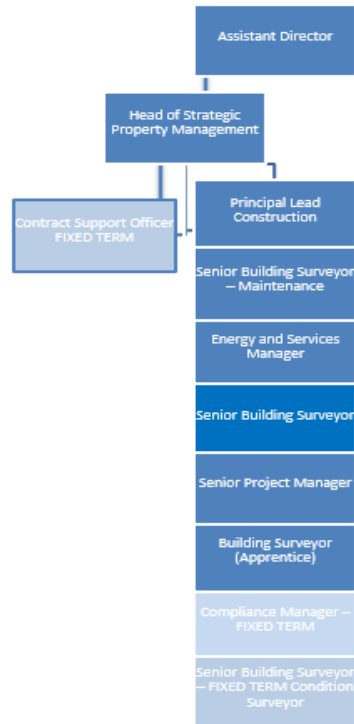 Assistant Director
Head of Strategic
Property Management
Contract Support Officer
FIXED TERM
Principal Lead
Construction
Senior Building Surveyor
– Maintenance
Energy and Services
Manager
Senior Building Surveyor
Senior Project Manager
Building Surveyor
(Apprentice)
Compliance Manager –
FIXED TERM
Senior Building Surveyor
– FIXED TERM Condition
Surveyor